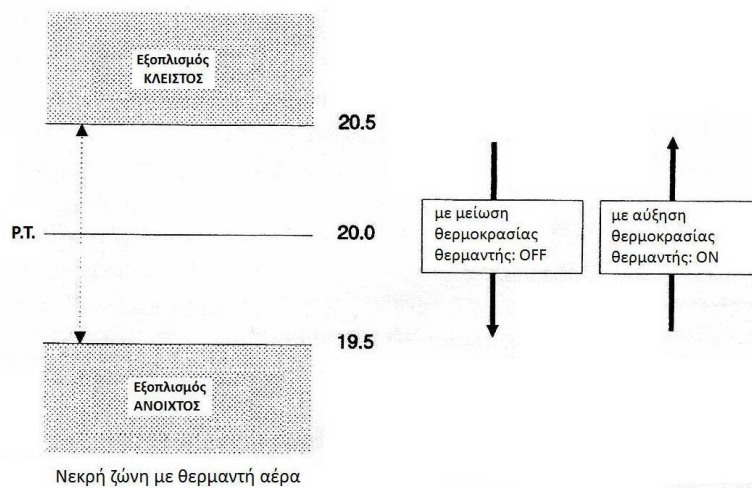 Εξοπλισμός
ΚΛΕΙΣΤΟΣ
20.5
P.T.
20.0
19.5
με μείωση
θερμοκρασίας
θερμαντής: OFF
με αύξηση
θερμοκρασίας
θερμαντής: ON
Εξοπλισμός
ΑΝΟΙΧΤΟΣ
Νεκρή ζώνη με θερμαντή αέρα